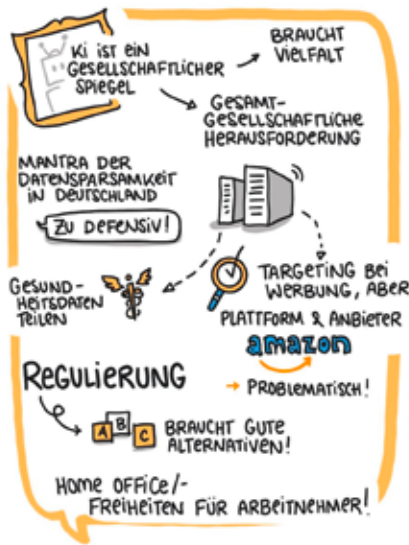 KI IST EIN
GESELLSCHAFTLICHER
SPIEGEL
BRAUCHT
VIELFALT
GESAMT-
GESELLSCHAFTLICHE
HERAUSFORDERUNG
MANTRA DER
DATENSPARSAMKEIT
IN DEUTSCHLAND
ZU DEFENSIV!
GESUND-
HEITSDATEN
TEILEN
TARGETING BEI
WERBUNG, ABER
PLATTFORM & ANBIETER
amazon
→ PROBLEMATISCH!
REGULIERUNG
A B C
BRAUCHT GUTE
ALTERNATIVEN!
HOME OFFICE/-
FREIHEITEN FÜR ARBEITNEHMER!